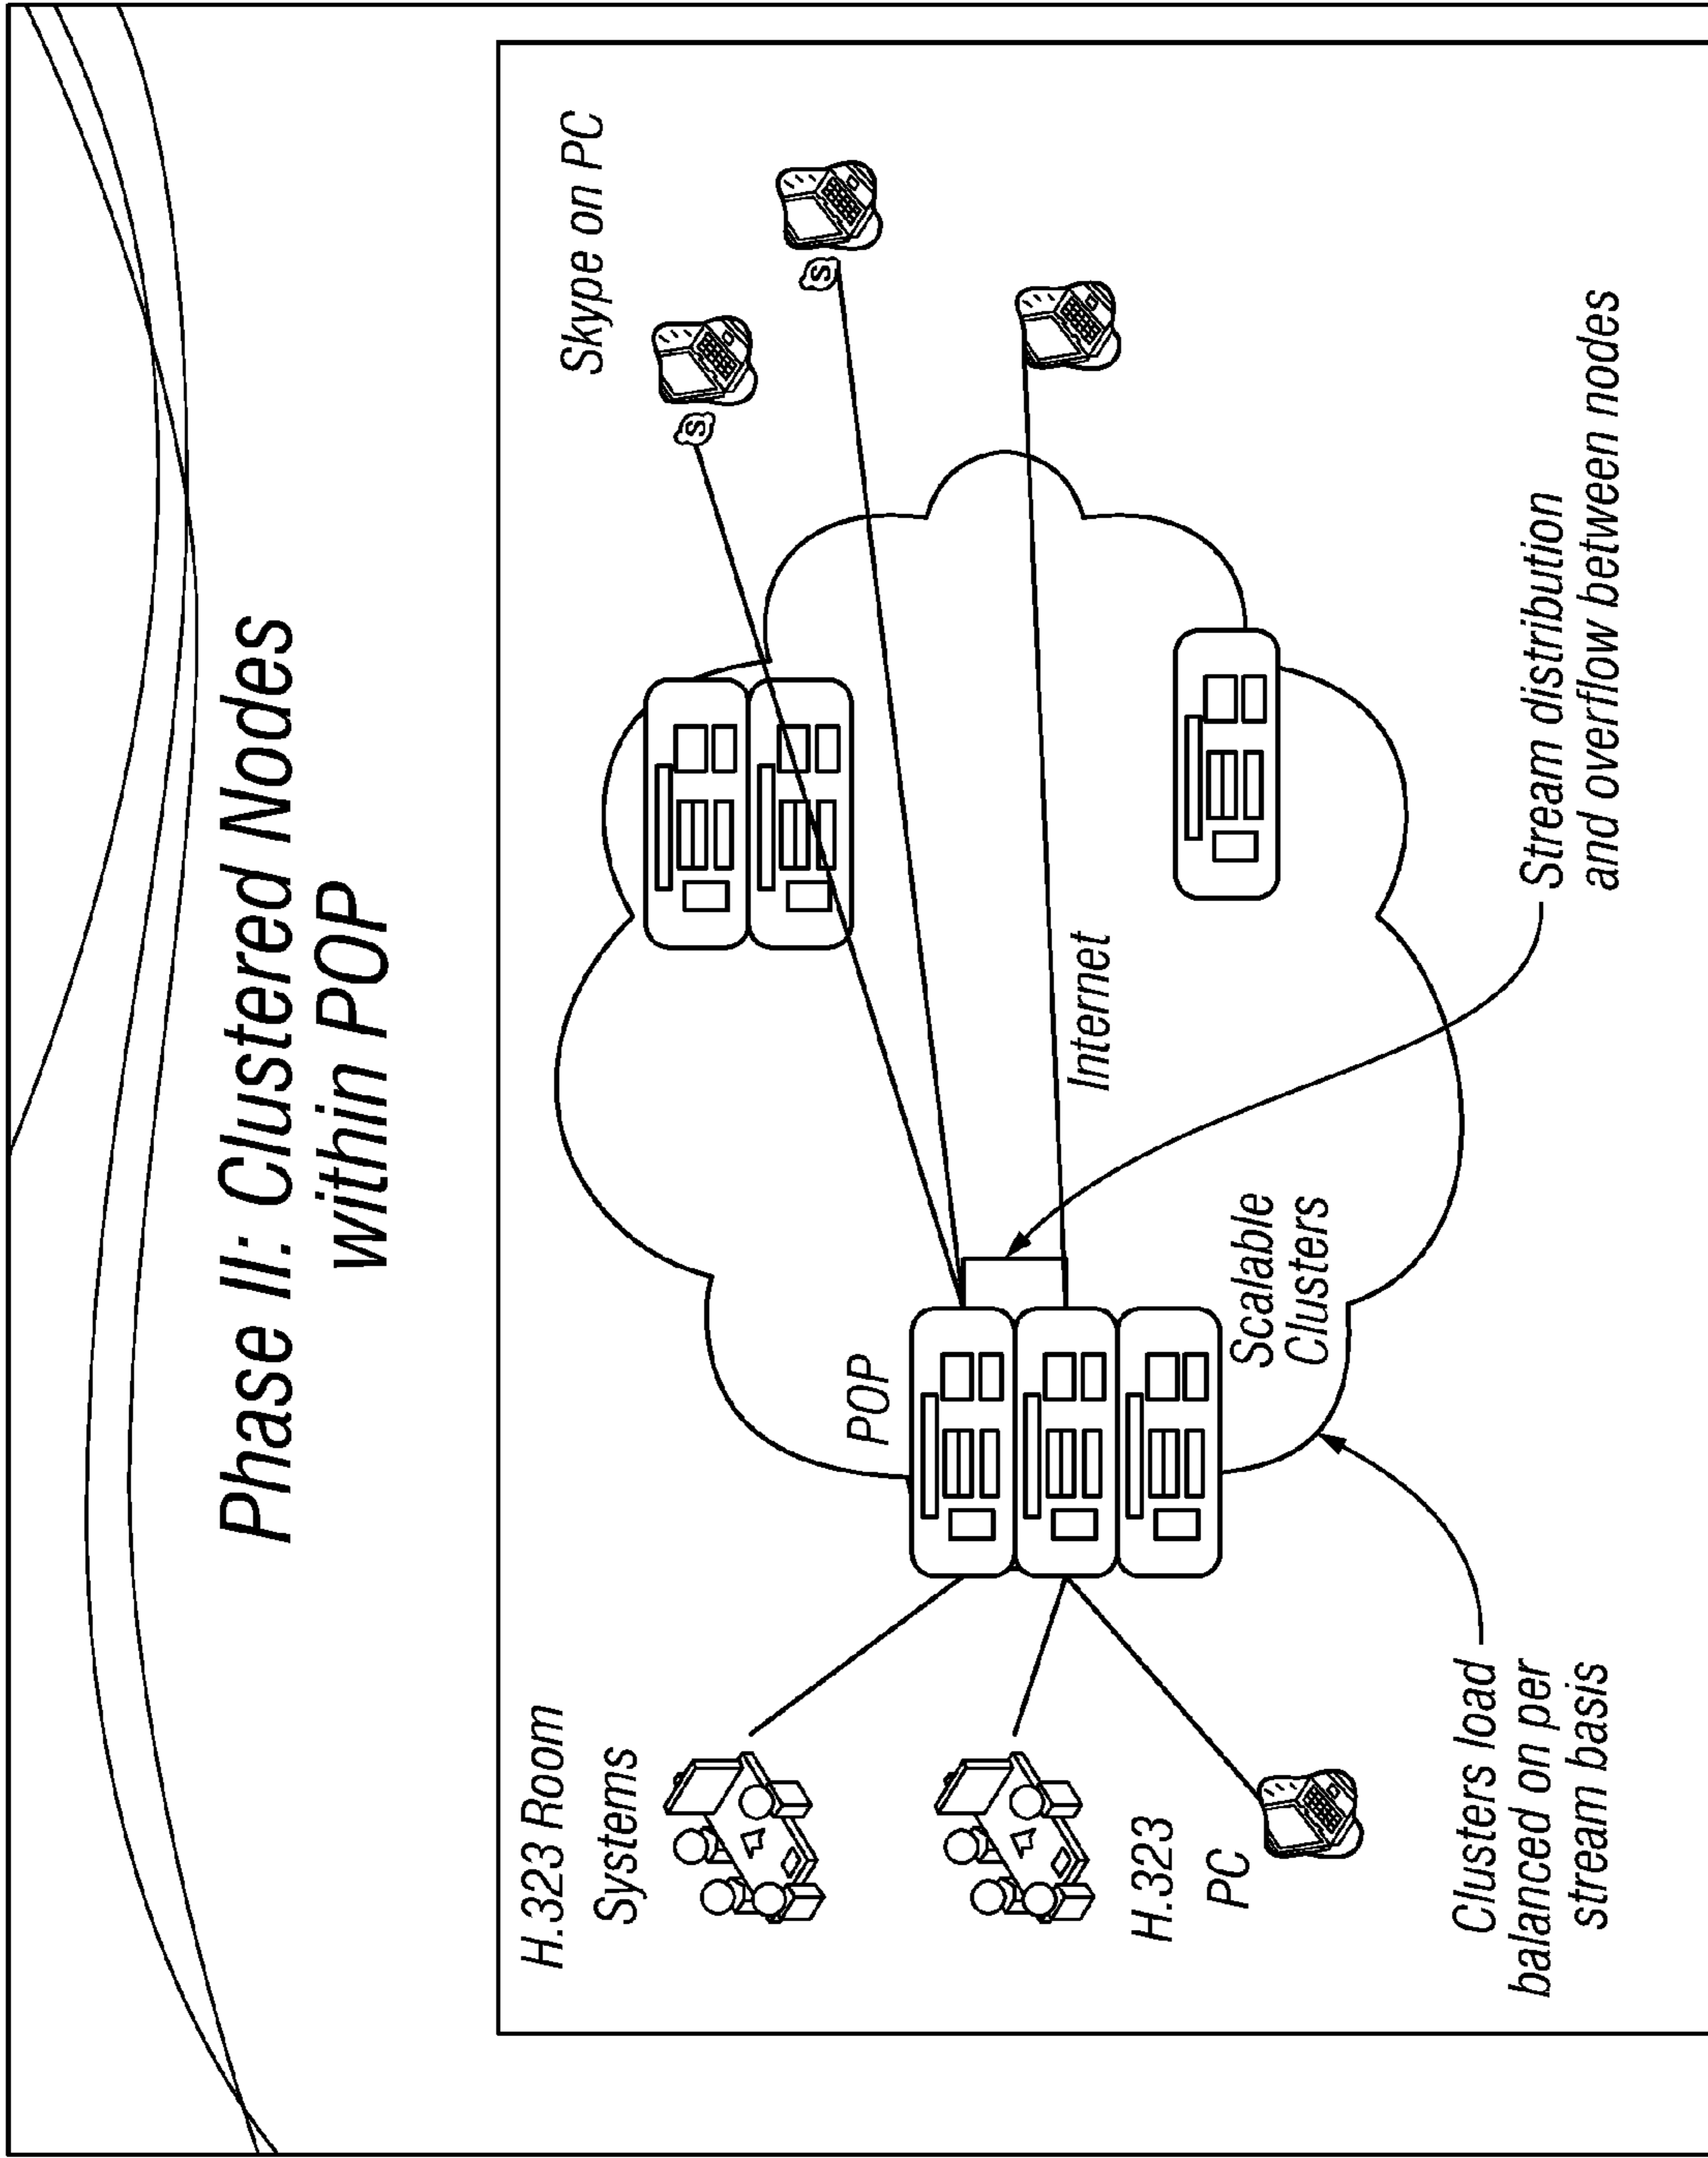 Phase II: Clustered Nodes
within POP
H.323 Room
Systems
Skype on PC
S
S
POP
Internet
H.323
PC
Scalable
Clusters
Clusters load
balanced on per
stream basis
Stream distribution
and overflow between nodes